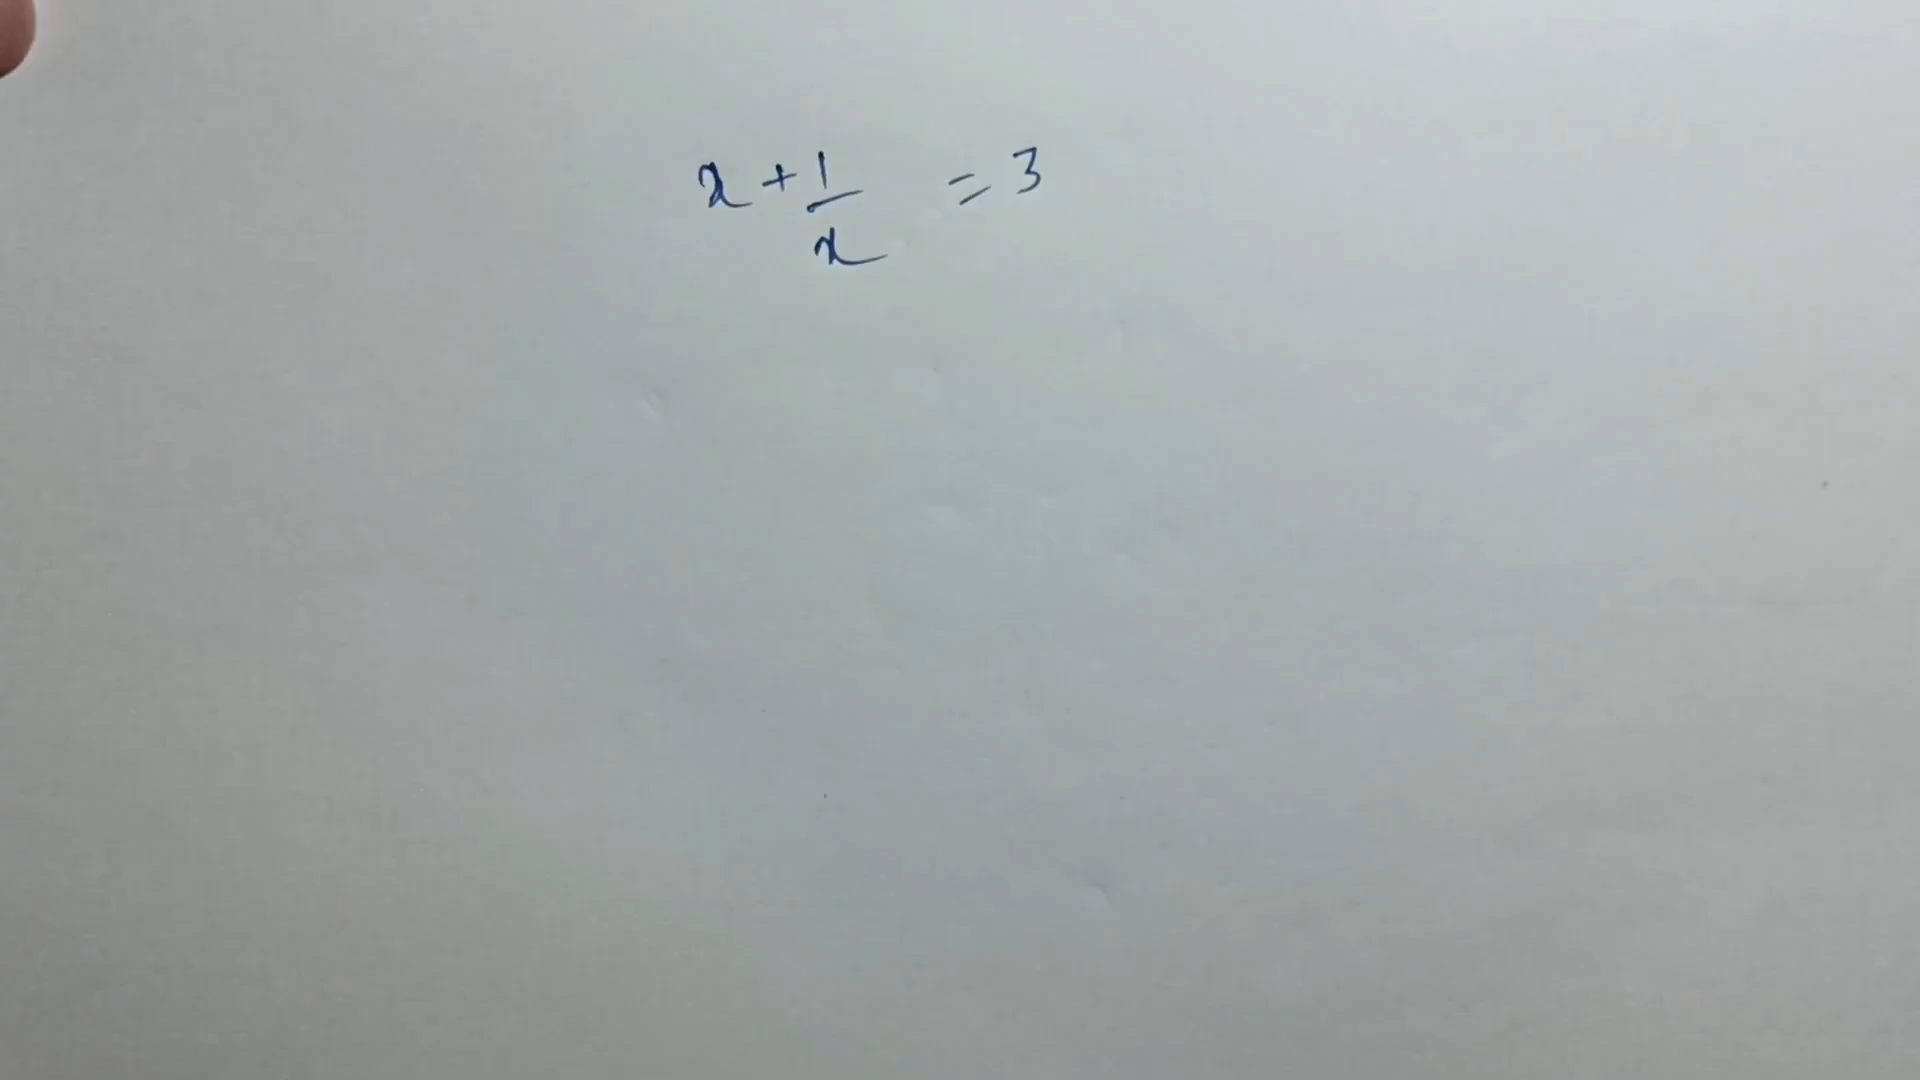 x + 1/x = 3